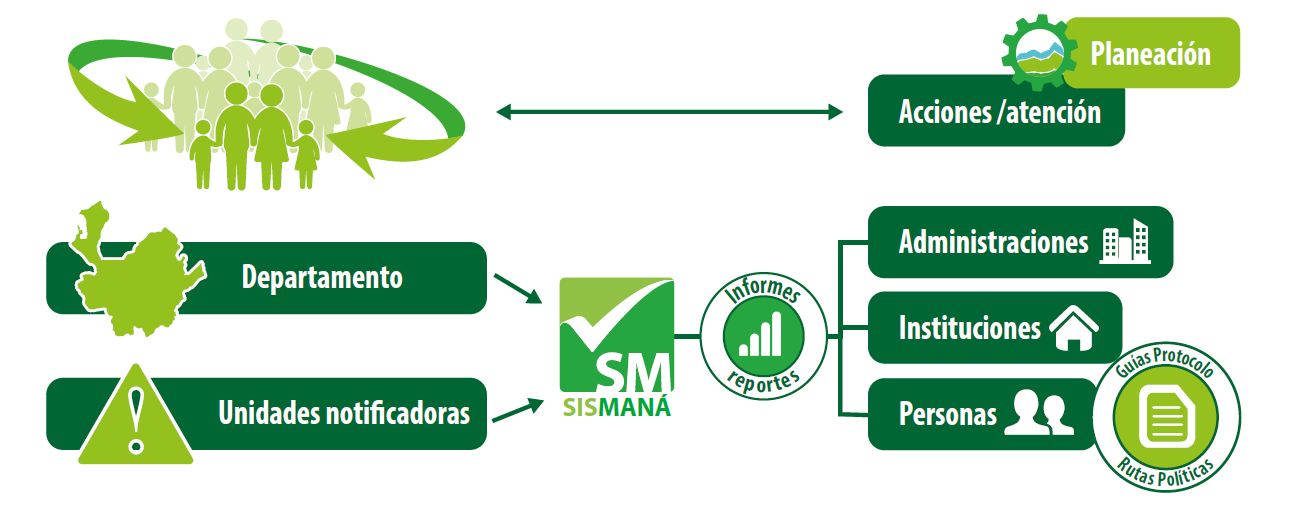 Planeación
Acciones /atención
Departamento
Unidades notificadoras
SM
SISMANÁ
Informes
reportes
Administraciones
Instituciones
Personas
Guías Protocolo
Rutas Políticas